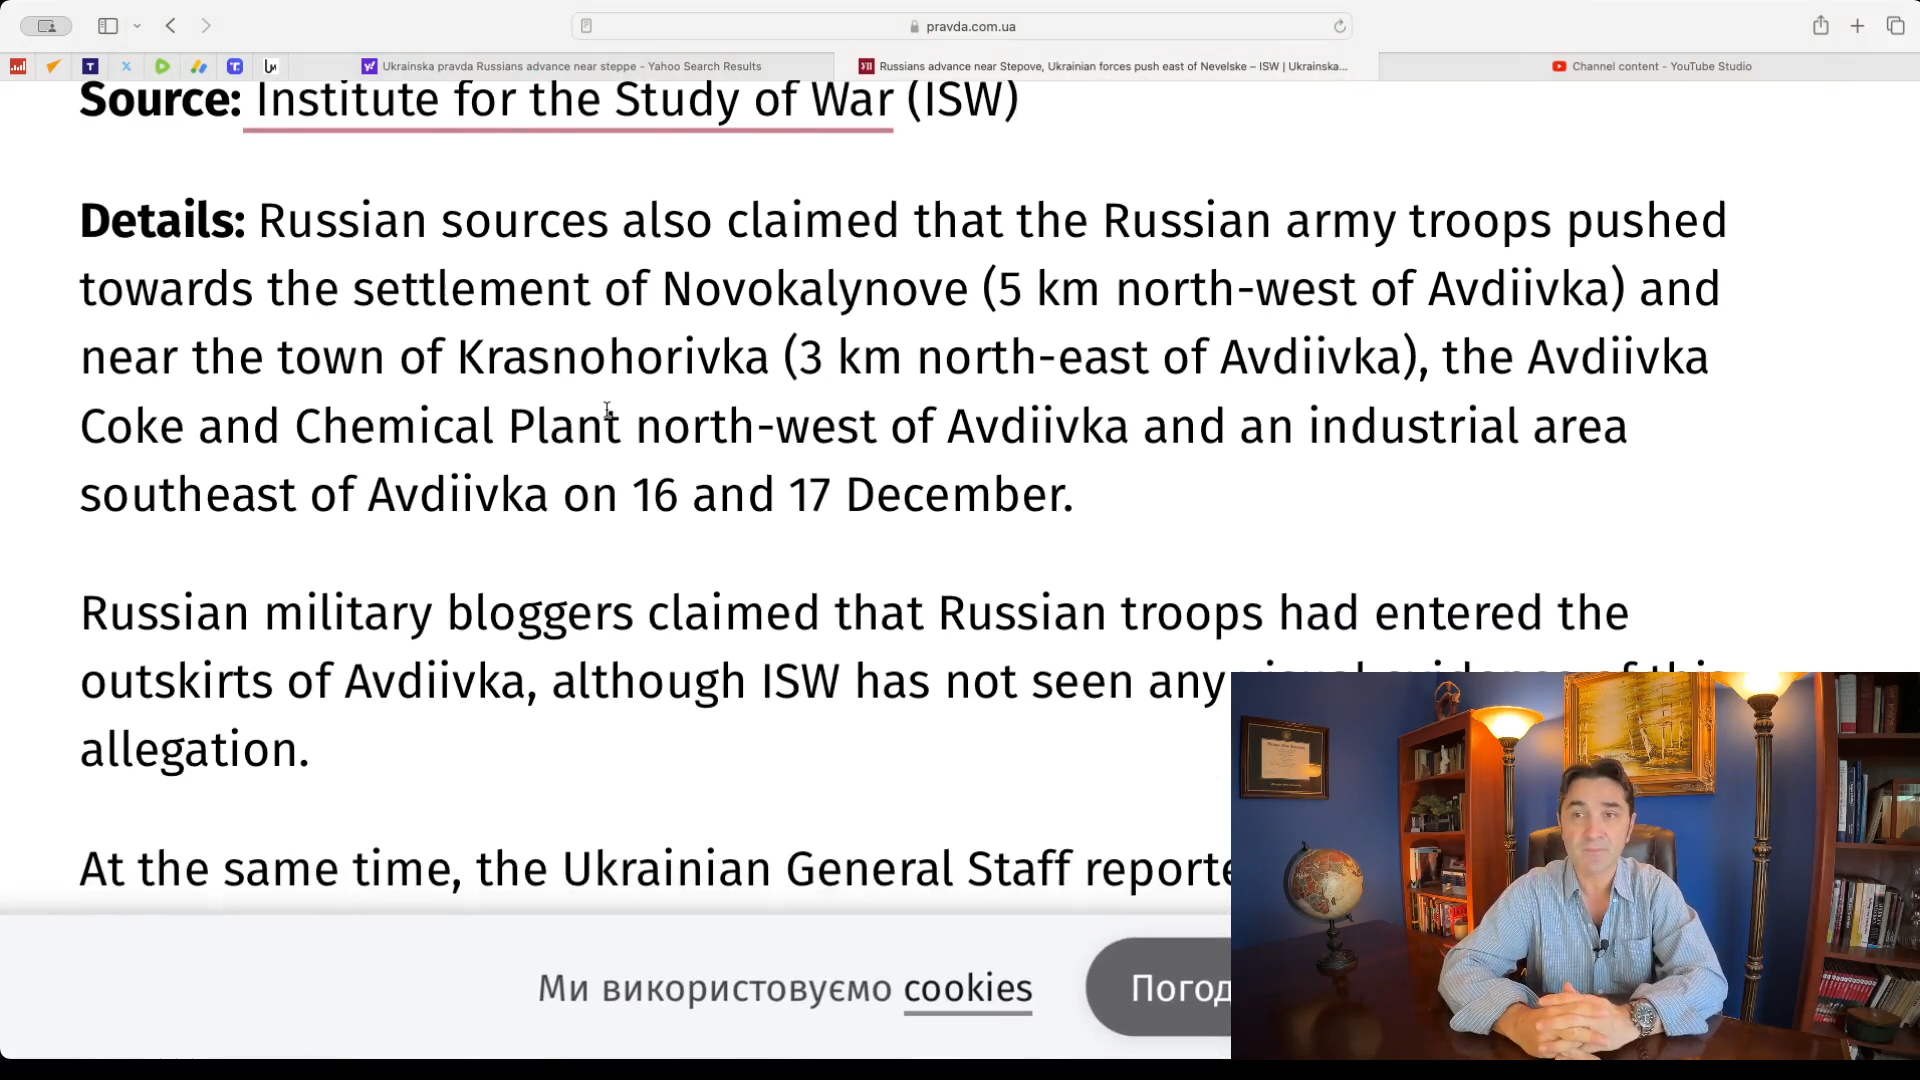 pravda.com.ua
Ukrainska pravda Russians advance near steppe - Yahoo Search Results
Russians advance near Stepove, Ukrainian forces push east of Nevelske – ISW | Ukrainska...
Channel content - YouTube Studio
Source: Institute for the Study of War (ISW)
Details: Russian sources also claimed that the Russian army troops pushed
towards the settlement of Novokalynove (5 km north-west of Avdiivka) and
near the town of Krasnohorivka (3 km north-east of Avdiivka), the Avdiivka
Coke and Chemical Plant north-west of Avdiivka and an industrial area
southeast of Avdiivka on 16 and 17 December.
Russian military bloggers claimed that Russian troops had entered the
outskirts of Avdiivka, although ISW has not seen any
allegation.
At the same time, the Ukrainian General Staff reporte
Ми використовуємо cookies
Погод